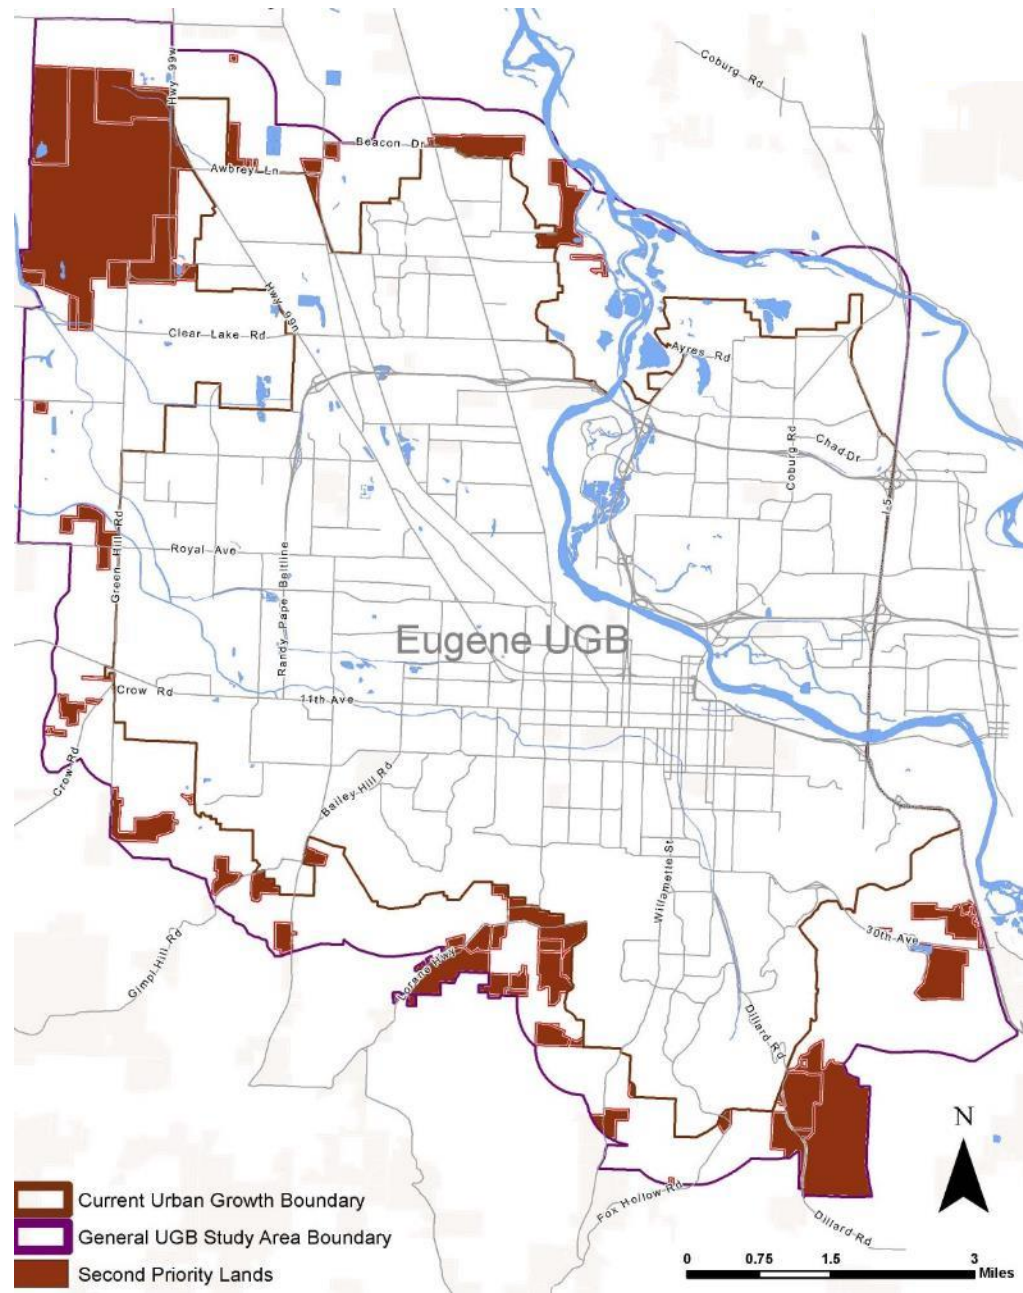 Coburg Rd
Hwy 99w
Beacon Dr
Awbrey Ln
Hwy 99n
Clear Lake Rd
Ayres Rd
Coburg Rd
Chad Dr
I-5
Green Hill Rd
Royal Ave
Randy Pape Beltline
Eugene UGB
Crow Rd
11th Ave
Crow Rd
Bailey Hill Rd
Willamette St
30th Ave
Gimpl Hill Rd
Lorane Hwy
Dillard Rd
N
Current Urban Growth Boundary
Fox Hollow Rd
General UGB Study Area Boundary
Dillard Rd
Second Priority Lands
0 0.75 1.5 3
Miles